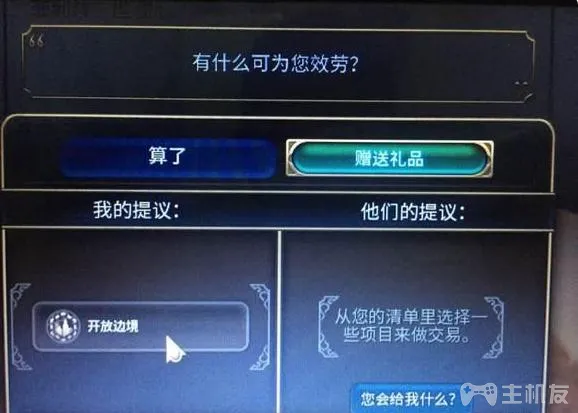 有什么可为您效劳?
算了
赠送礼品
我的提议:
他们的提议:
开放边境
从您的清单里选择一
些项目来做交易。
您会给我什么?
主机友